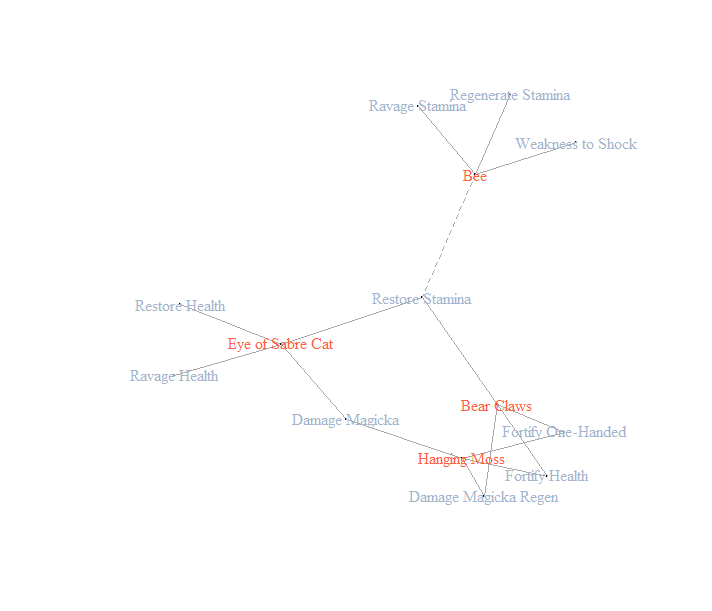 Regenerate Stamina
Ravage Stamina
Weakness to Shock
Bee
Restore Stamina
Restore Health
Eye of Sabre Cat
Ravage Health
Bear Claws
Damage Magicka
Fortify One-Handed
Hanging Moss
Fortify Health
Damage Magicka Regen